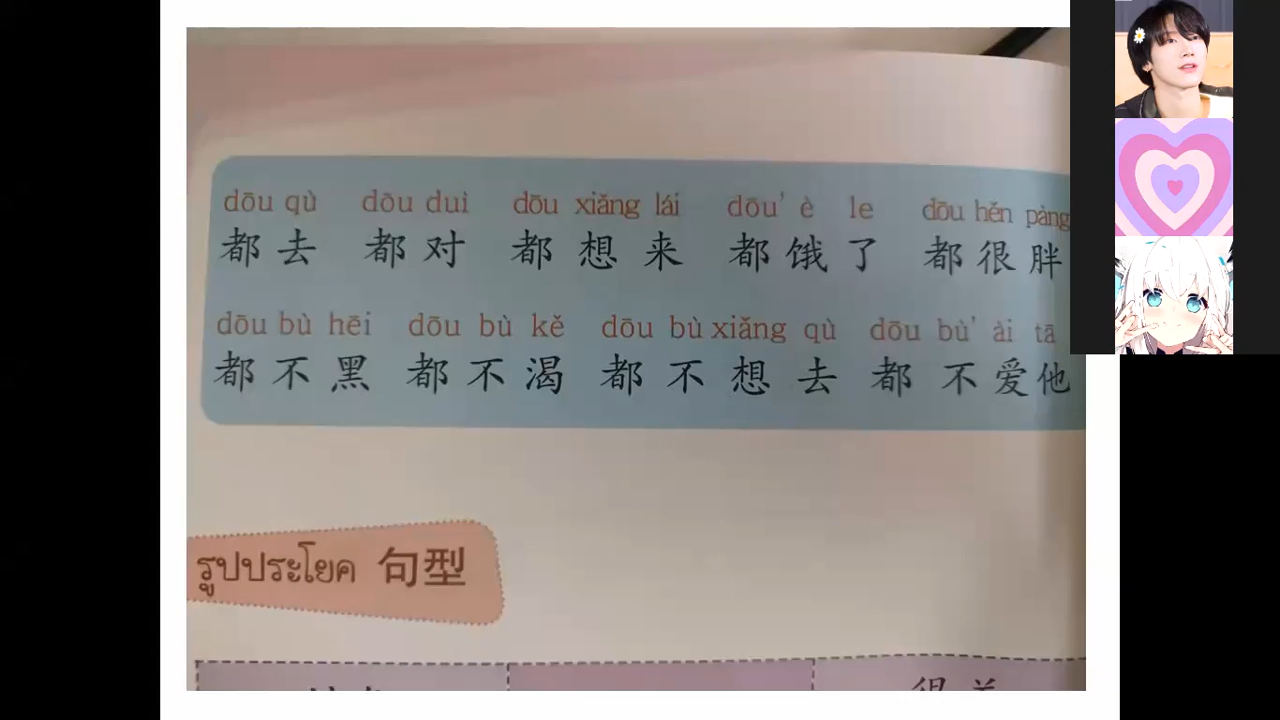 dōu qù dōu duì dōu xiǎng lái dōu' è le dōu hěn pàng
都去 都对 都想来 都饿了 都很胖
dōu bù hēi dōu bù kě dōu bù xiǎng qù dōu bù' ài tā
都不黑 都不渴 都不想去 都不爱他
รูปประโยค 句型